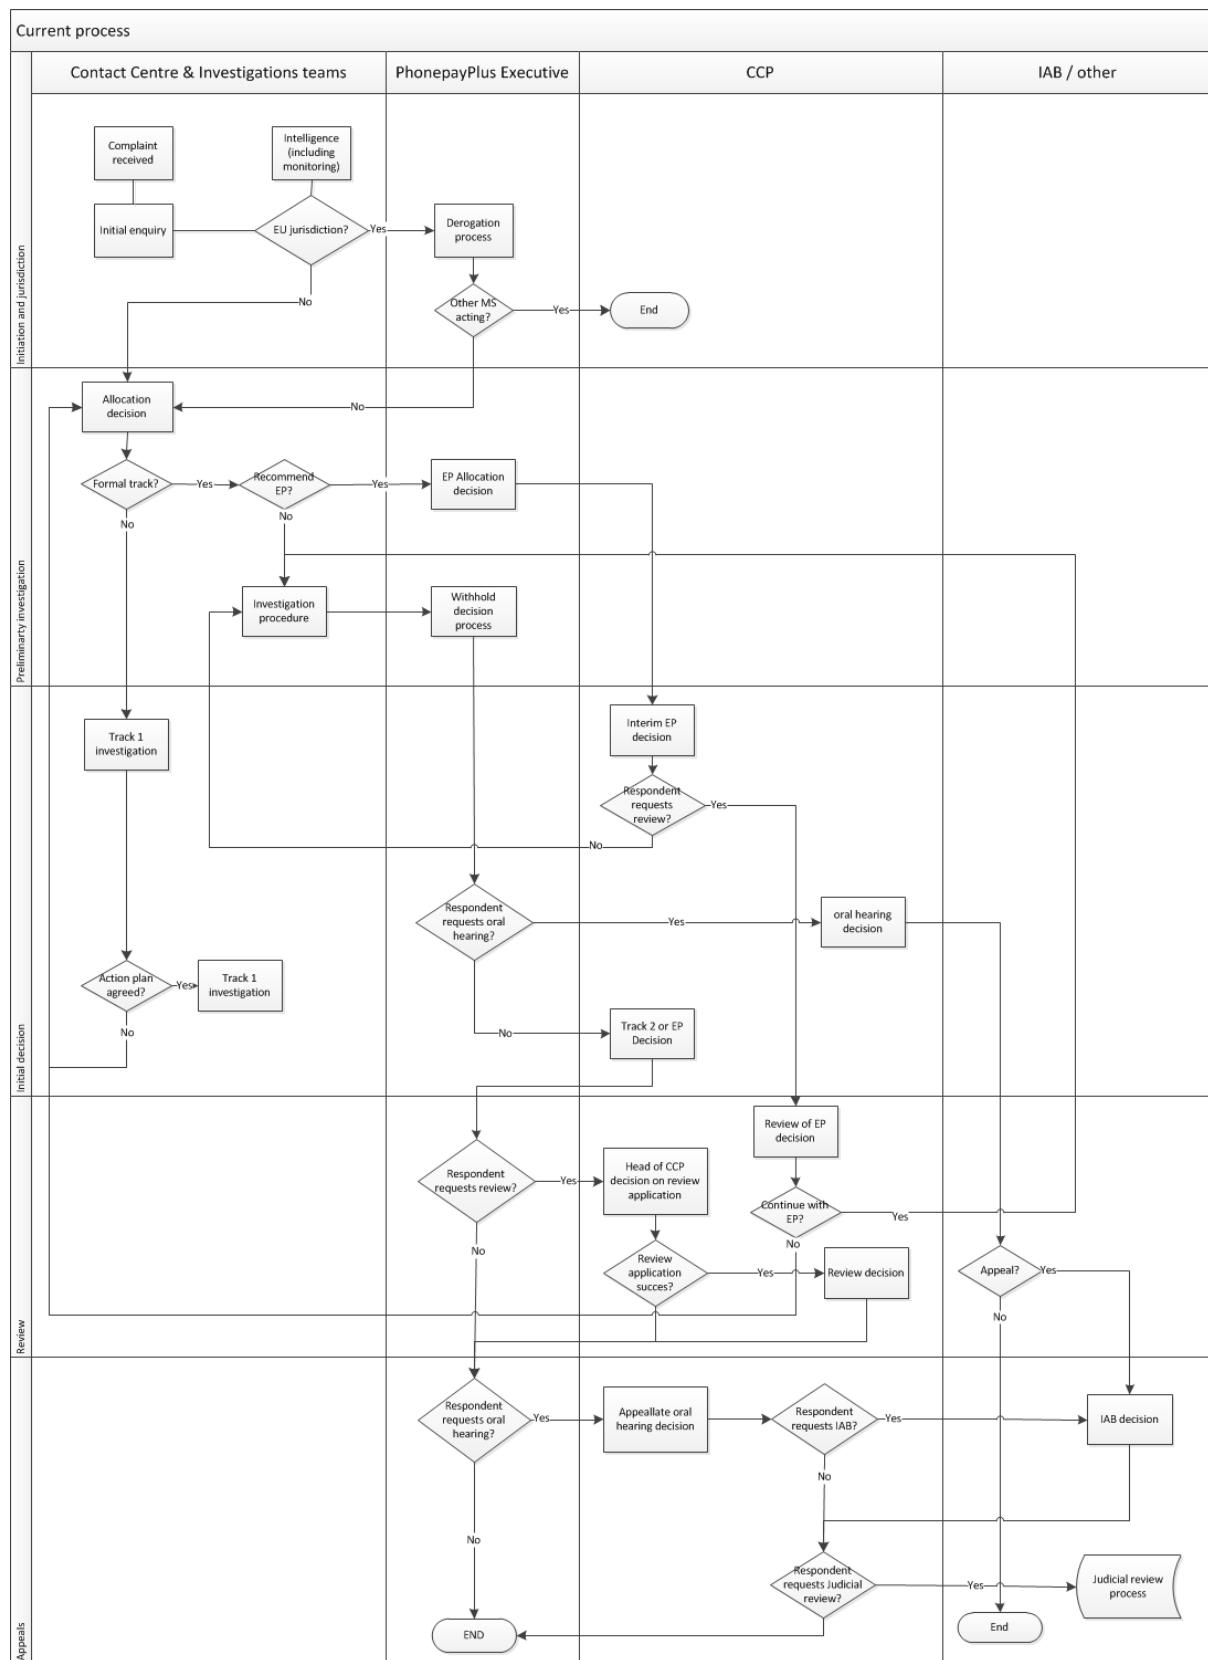 Current process
Contact Centre & Investigations teams
PhonepayPlus Executive
CCP
IAB / other
Initiation and jurisdiction
Complaint
received
Intelligence
(including
monitoring)
Initial enquiry
EU jurisdiction?
Yes
Derogation
process
No
Other MS
acting?
Yes
End
Preliminarty investigation
Allocation
decision
No
Formal track?
Yes
Recommend
EP?
Yes
EP Allocation
decision
No
No
Investigation
procedure
Withhold
decision
process
Initial decision
Track 1
investigation
Interim EP
decision
Respondent
requests
review?
Yes
No
Respondent
requests oral
hearing?
Yes
oral hearing
decision
Action plan
agreed?
Yes
Track 1
investigation
No
No
Track 2 or EP
Decision
Review
Review of EP
decision
Respondent
requests review?
Yes
Head of CCP
decision on review
application
Continue with
EP?
Yes
No
No
Review
application
succes?
Yes
Review decision
Appeal?
Yes
No
Appeals
Respondent
requests oral
hearing?
Yes
Appeallate oral
hearing decision
Respondent
requests IAB?
Yes
IAB decision
No
No
Respondent
requests Judicial
review?
Yes
Judicial review
process
END
End